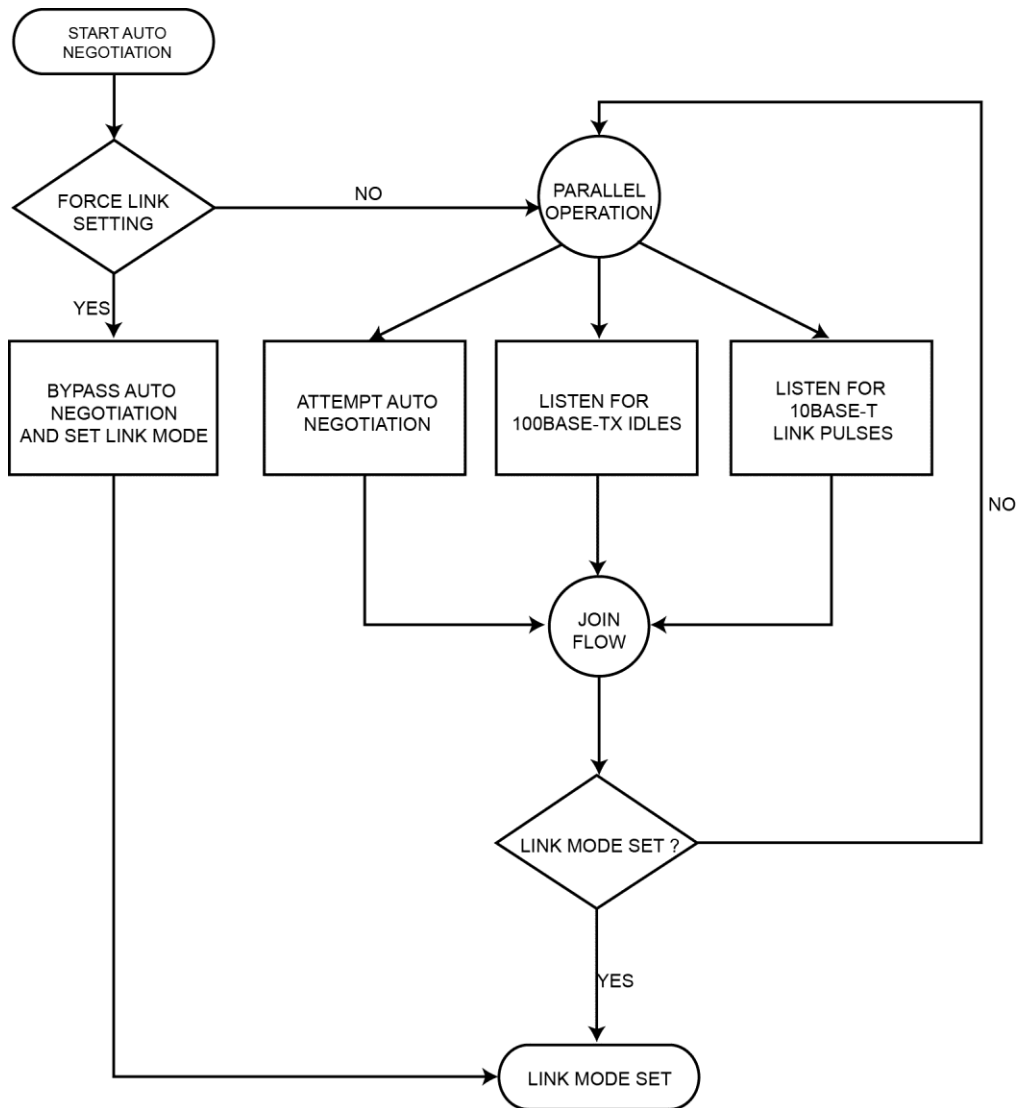 START AUTO
NEGOTIATION
FORCE LINK
SETTING
NO
PARALLEL
OPERATION
YES
BYPASS AUTO
NEGOTIATION
AND SET LINK MODE
ATTEMPT AUTO
NEGOTIATION
LISTEN FOR
100BASE-TX IDLES
LISTEN FOR
10BASE-T
LINK PULSES
NO
JOIN
FLOW
LINK MODE SET ?
YES
LINK MODE SET